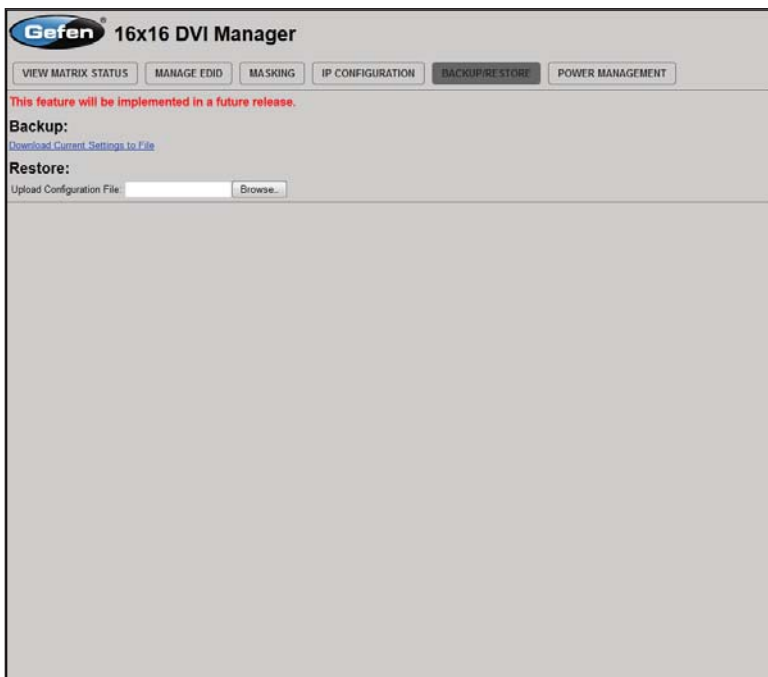 Gefen® 16x16 DVI Manager
VIEW MATRIX STATUS MANAGE EDID MASKING IP CONFIGURATION BACKUP/RESTORE POWER MANAGEMENT
This feature will be implemented in a future release.
Backup:
Download Current Settings to File
Restore:
Upload Configuration File: Browse..